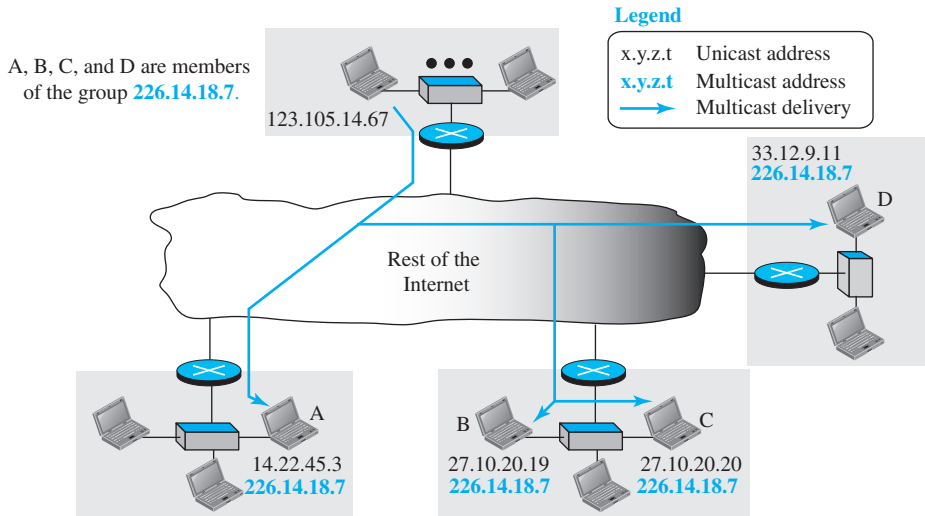 Legend
x.y.z.t Unicast address
x.y.z.t Multicast address
Multicast delivery
A, B, C, and D are members
of the group 226.14.18.7.
123.105.14.67
33.12.9.11
226.14.18.7
D
Rest of the
Internet
A
14.22.45.3
226.14.18.7
B
27.10.20.19
226.14.18.7
C
27.10.20.20
226.14.18.7